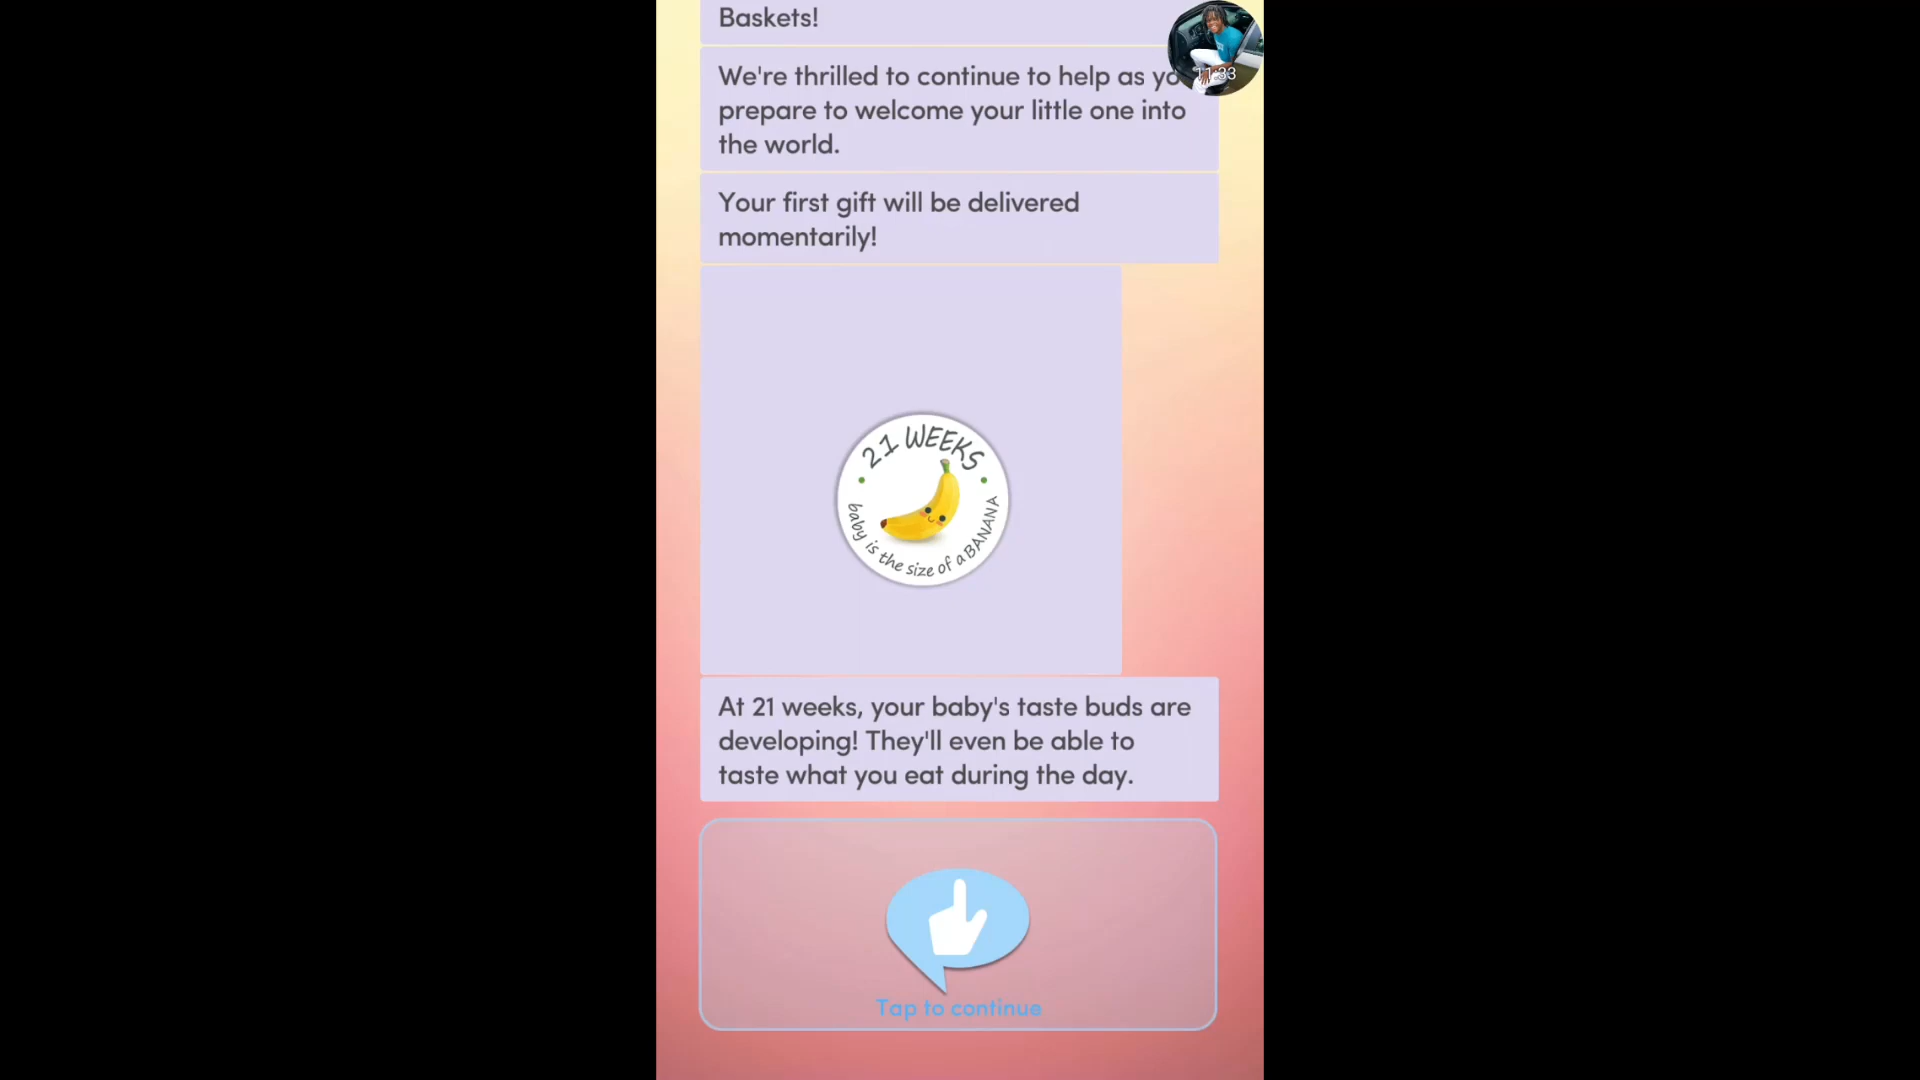 Baskets!
We're thrilled to continue to help as yo
prepare to welcome your little one into
the world.
11:33
Your first gift will be delivered
momentarily!
21 WEEKS
baby is the size of a BANANA
At 21 weeks, your baby's taste buds are
developing! They'll even be able to
taste what you eat during the day.
Tap to continue